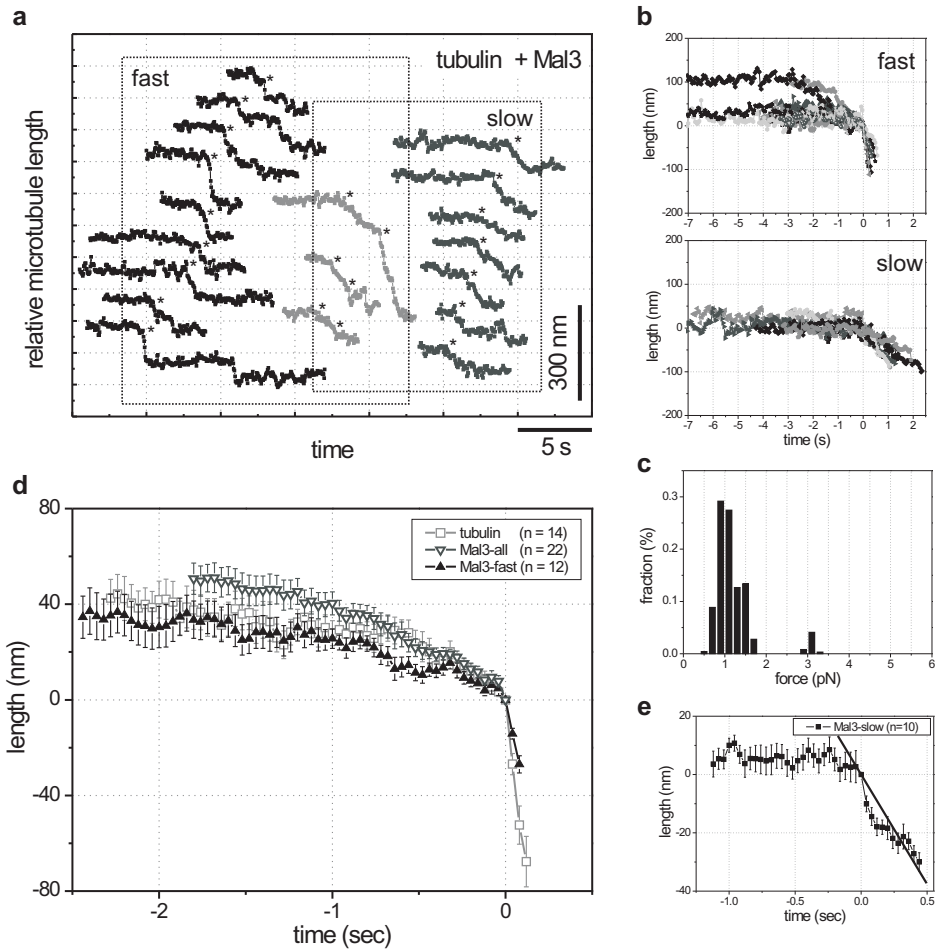 a
tubulin + Mal3
fast
slow
relative microtubule length
300 nm
time
5 s
b
fast
length (nm)
200
100
0
-100
-200
-7 -6 -5 -4 -3 -2 -1 0 1 2
slow
length (nm)
200
100
0
-100
-200
-7 -6 -5 -4 -3 -2 -1 0 1 2
time (s)
c
fraction (%)
0.3
0.2
0.1
0.0
0 2 4 6
force (pN)
d
tubulin (n = 14)
Mal3-all (n = 22)
Mal3-fast (n = 12)
length (nm)
80
40
0
-40
-80
-2 -1 0
time (sec)
e
Mal3-slow (n=10)
length (nm)
20
0
-20
-40
-1.0 -0.5 0.0 0.5
time (sec)